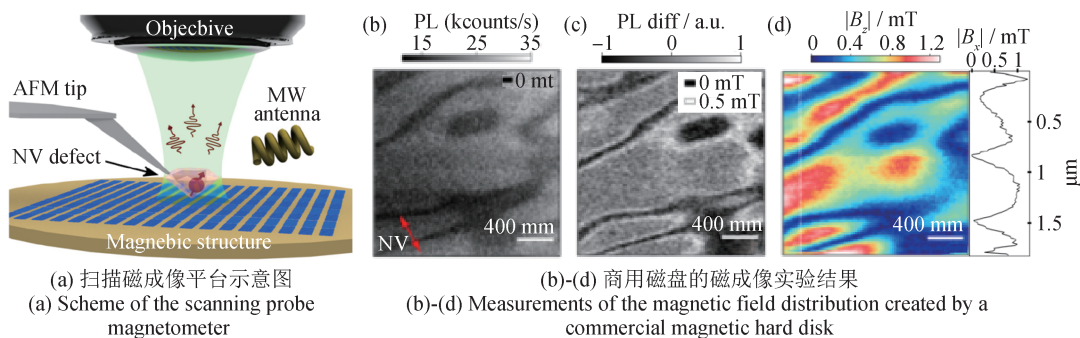 Objecbive
AFM tip
MW
antenna
NV defect
Magnebic structure
(b)
PL (kcounts/s)
15 25 35
0 mt
NV
400 mm
(c)
PL diff / a.u.
−1 0 1
0 mT
0.5 mT
400 mm
(d)
|Bz| / mT
0 0.4 0.8 1.2
400 mm
|Bx| / mT
0 0.5 1
0.5
1
1.5
μm
(a) 扫描磁成像平台示意图
(a) Scheme of the scanning probe
magnetometer
(b)-(d) 商用磁盘的磁成像实验结果
(b)-(d) Measurements of the magnetic field distribution created by a
commercial magnetic hard disk